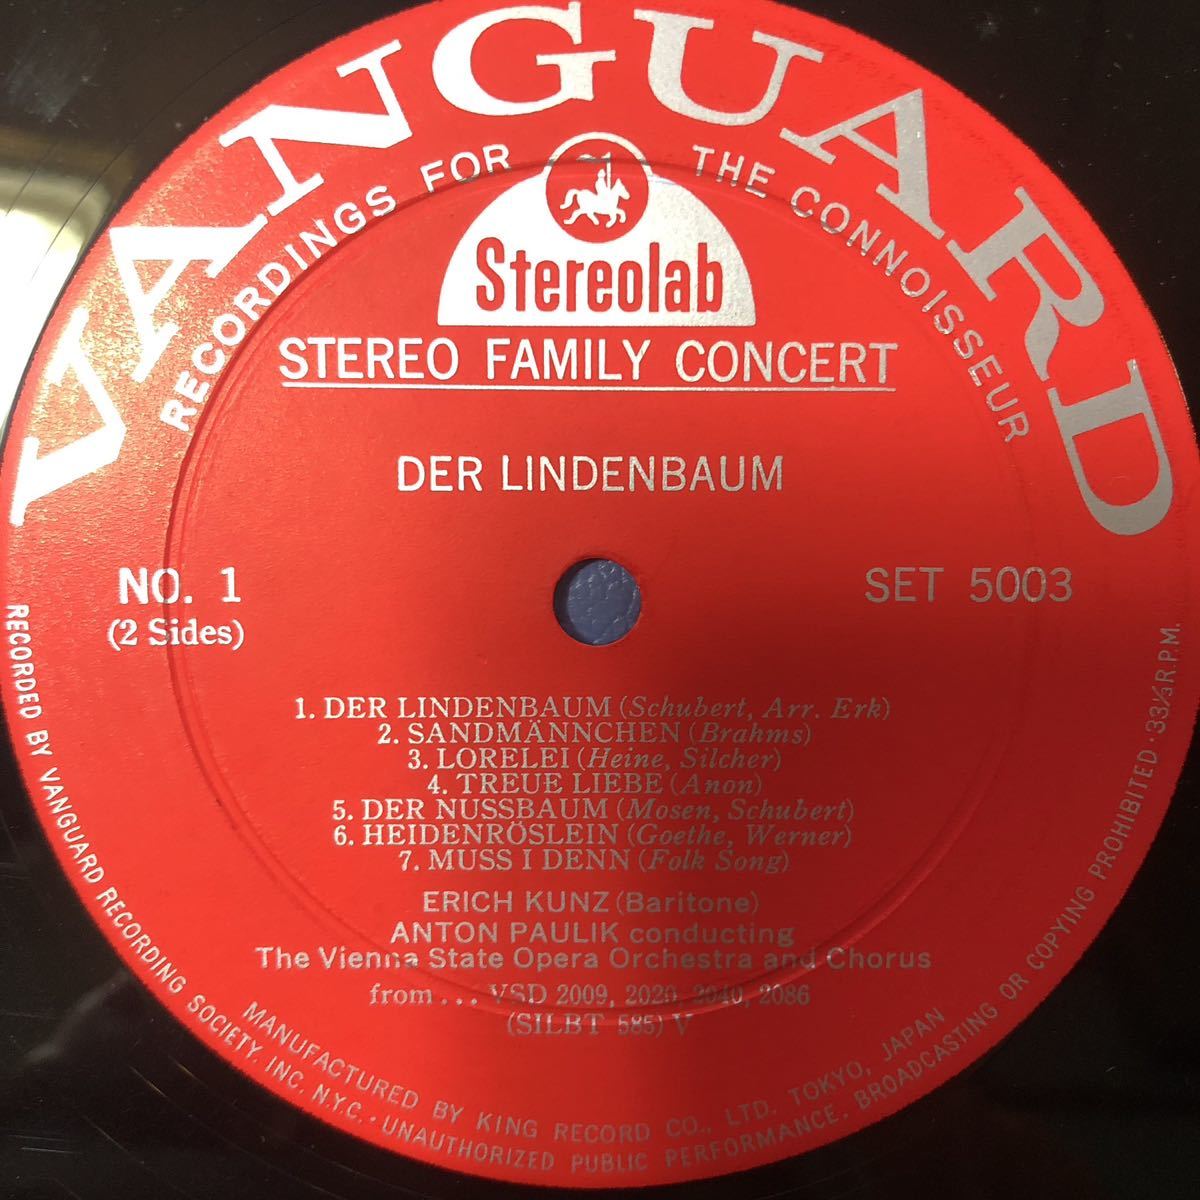 VANGUARD
RECORDINGS FOR THE CONNOISSEUR
Stereolab
STEREO FAMILY CONCERT
DER LINDENBAUM
NO. 1
(2 Sides)
SET 5003
1. DER LINDENBAUM (Schubert, Arr. Erk)
2. SANDMÄNNCHEN (Brahms)
3. LORELEI (Heine, Silcher)
4. TREUE LIEBE (Anon)
5. DER NUSSBAUM (Mosen, Schubert)
6. HEIDENRÖSLEIN (Goethe, Werner)
7. MUSS I DENN (Folk Song)
ERICH KUNZ (Baritone)
ANTON PAULIK conducting
The Vienna State Opera Orchestra and Chorus
from... VSD 2009, 2020, 2040, 2086
(SILBT 585) V
MANUFACTURED BY KING RECORD CO., LTD. TOKYO, JAPAN
RECORDED BY VANGUARD RECORDING SOCIETY, INC. N.Y.C. · UNAUTHORIZED PUBLIC PERFORMANCE, BROADCASTING OR COPYING PROHIBITED · 33 1/3 R.P.M.